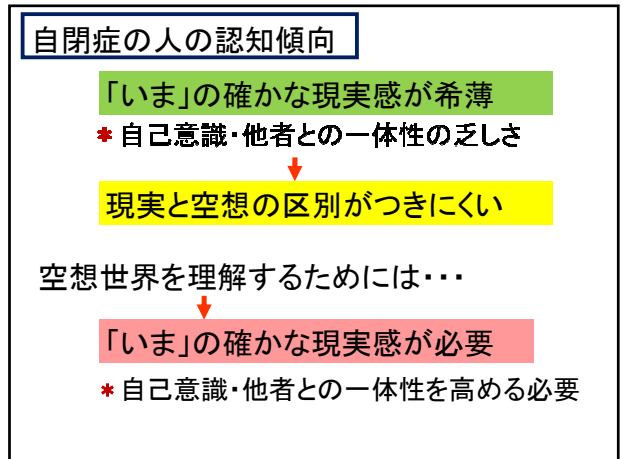 自閉症の人の認知傾向
「いま」の確かな現実感が希薄
＊自己意識・他者との一体性の乏しさ
現実と空想の区別がつきにくい
空想世界を理解するためには・・・
「いま」の確かな現実感が必要
＊自己意識・他者との一体性を高める必要